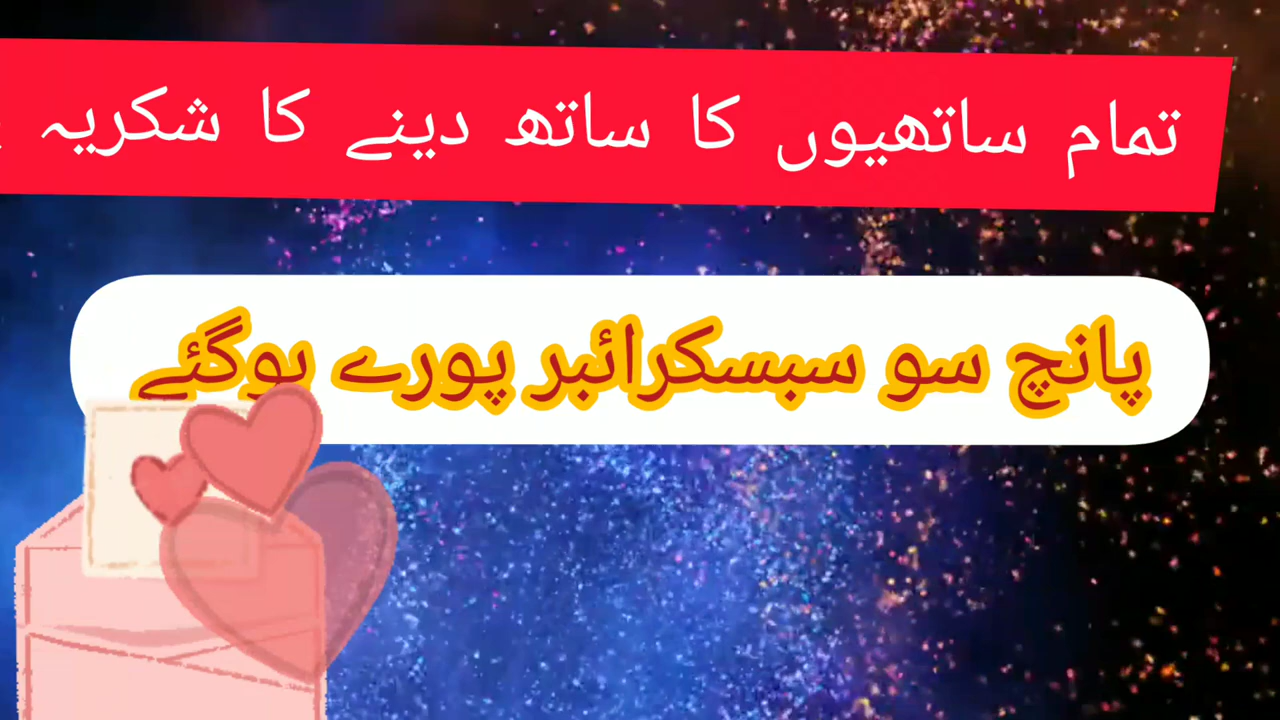 تمام ساتھیوں کا ساتھ دینے کا شکریہ
پانچ سو سبسکرائبر پورے ہوگئے